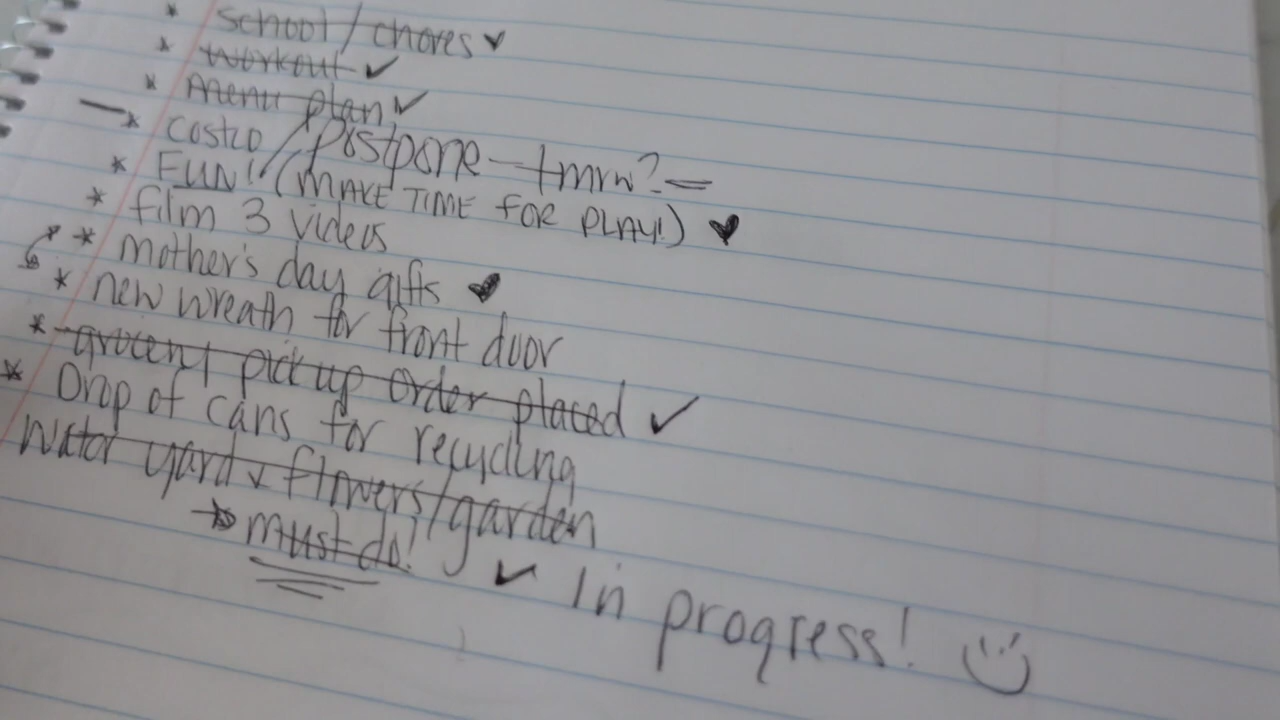 * School / chores ♥
* Workout ✓
* Menu plan ✓
* Costco / Postpone — tmrw? =
* FUN!! (MAKE TIME FOR PLAY!) ♥
* film 3 videos
* mother's day gifts ♥
* new wreath for front door
* grocery pick up order placed ✓
* Drop of cans for recycling
Water yard & flowers/garden
→ must do! ✓ In progress! :)